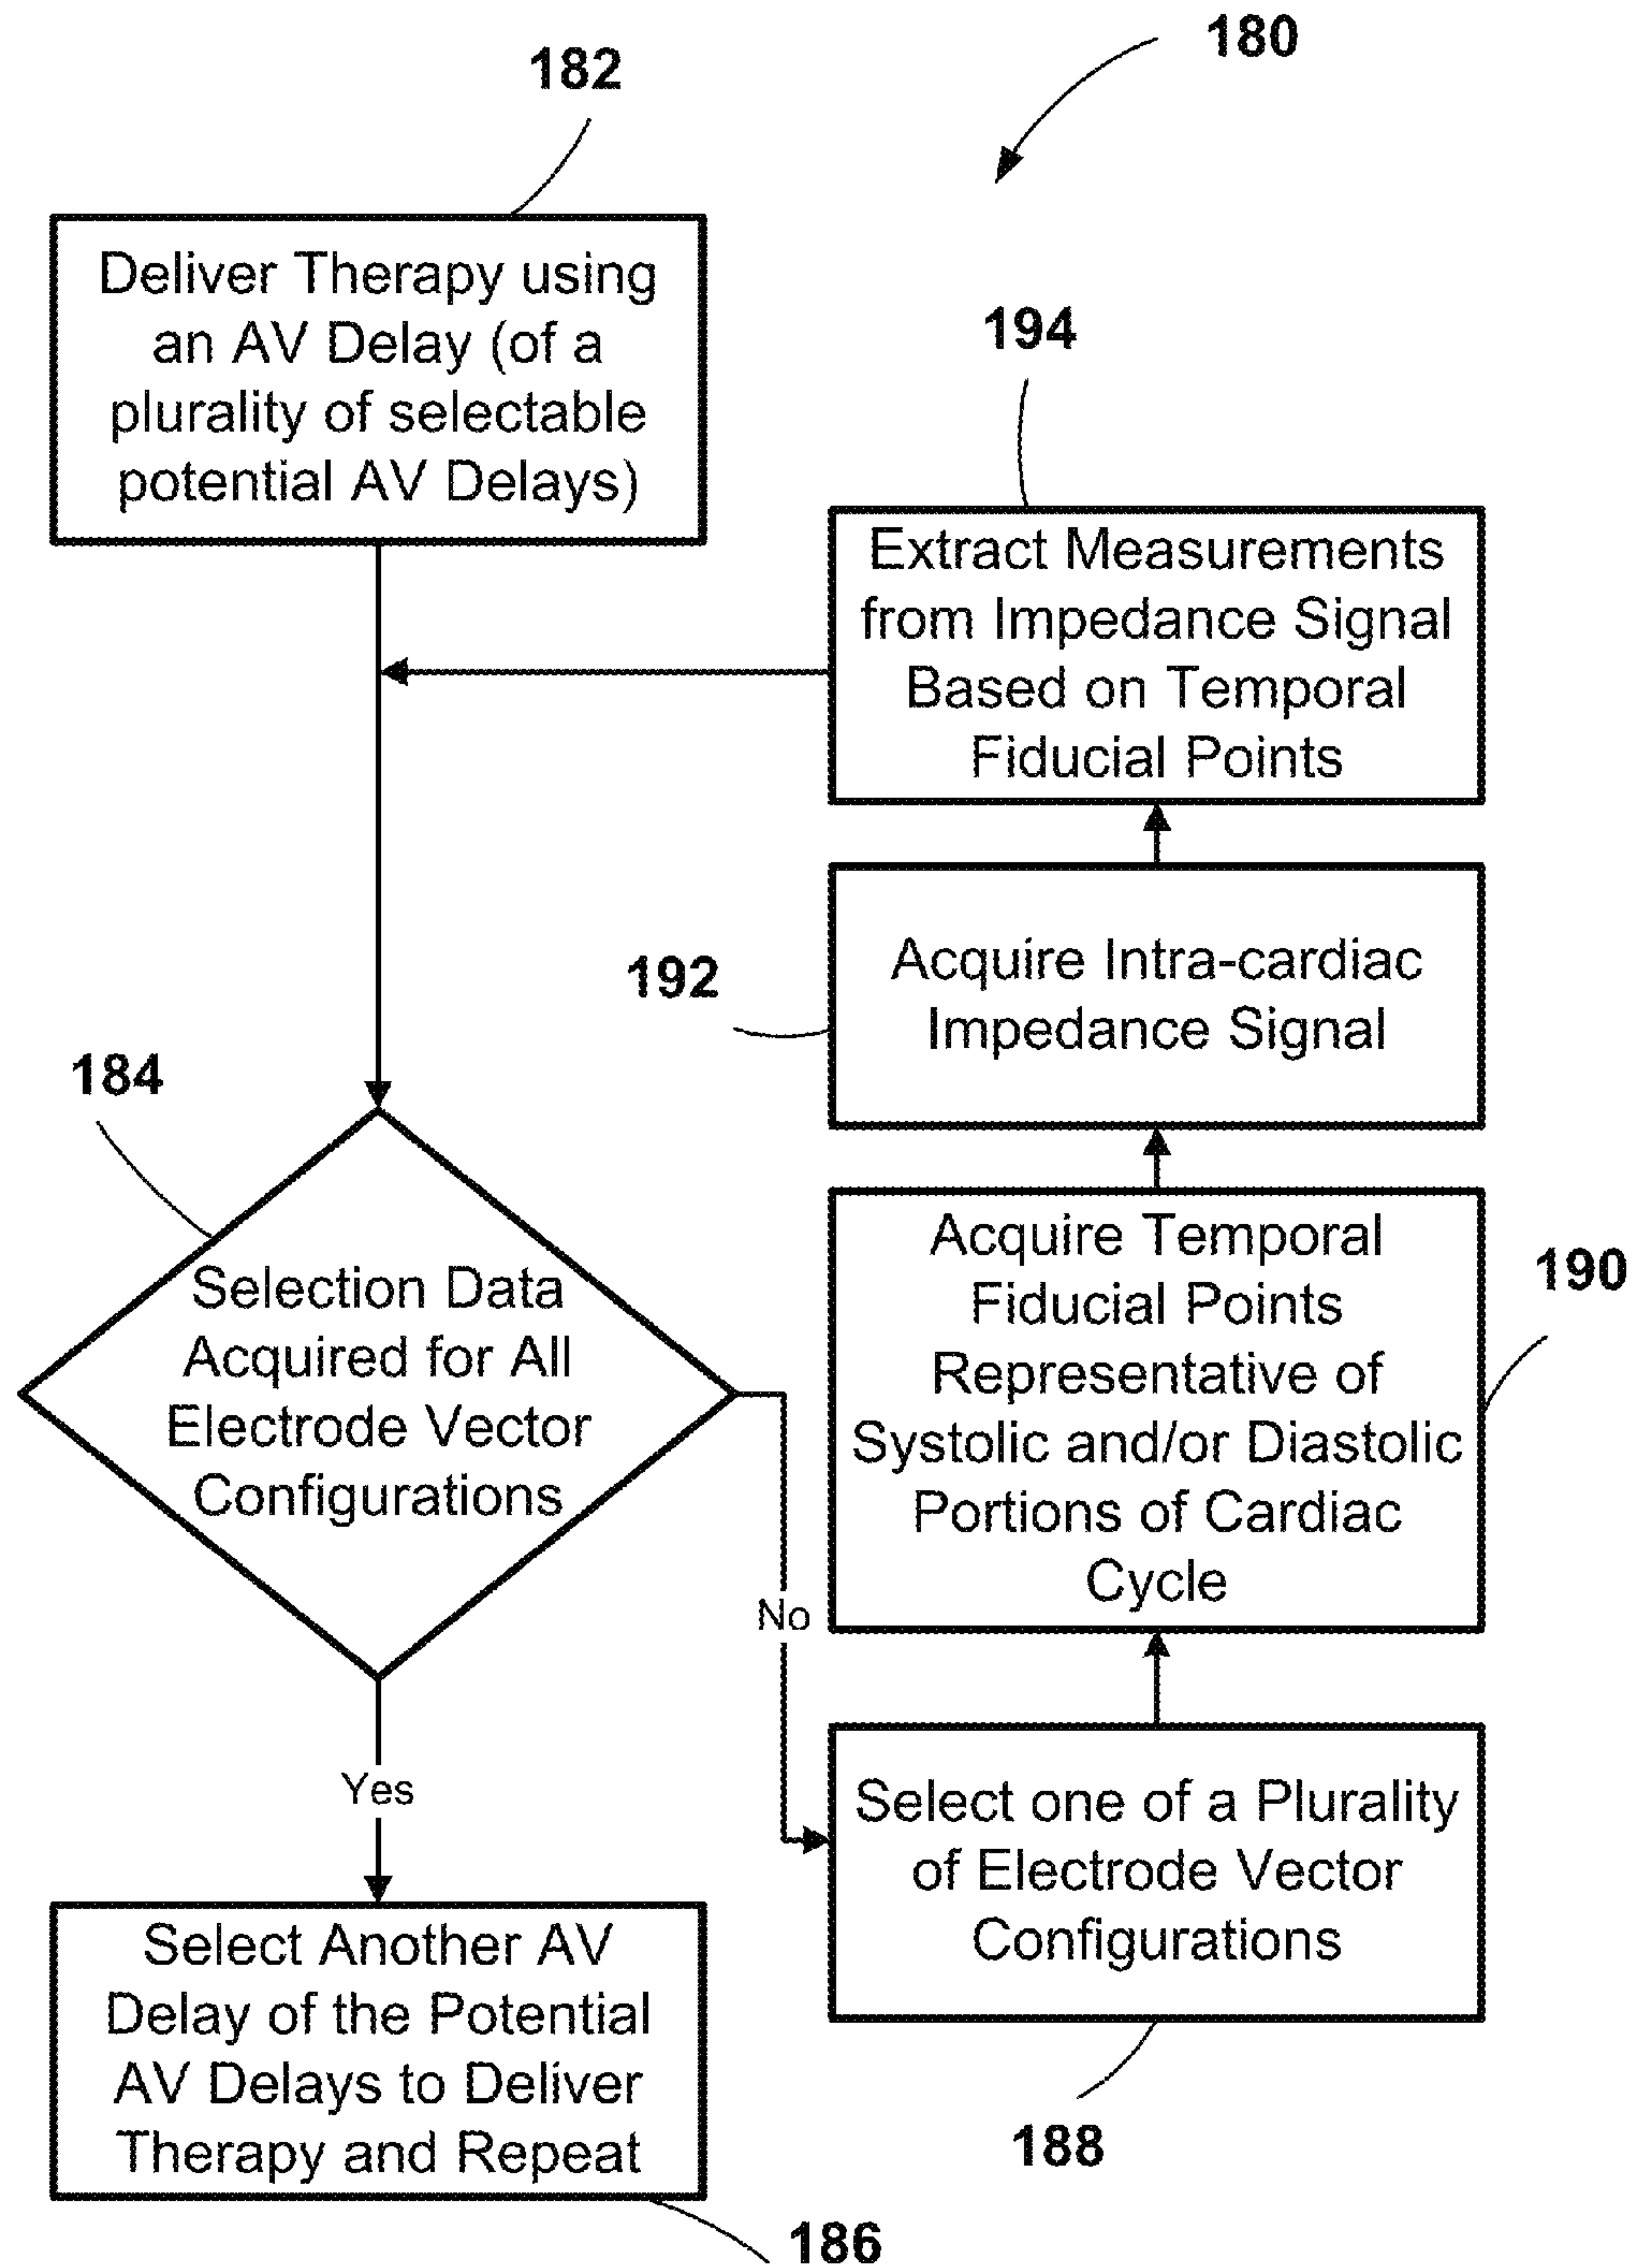 180
182
Deliver Therapy using
an AV Delay (of a
plurality of selectable
potential AV Delays)
194
Extract Measurements
from Impedance Signal
Based on Temporal
Fiducial Points
192
Acquire Intra-cardiac
Impedance Signal
184
Selection Data
Acquired for All
Electrode Vector
Configurations
190
Acquire Temporal
Fiducial Points
Representative of
Systolic and/or Diastolic
Portions of Cardiac
Cycle
No
Yes
Select one of a Plurality
of Electrode Vector
Configurations
188
Select Another AV
Delay of the Potential
AV Delays to Deliver
Therapy and Repeat
186